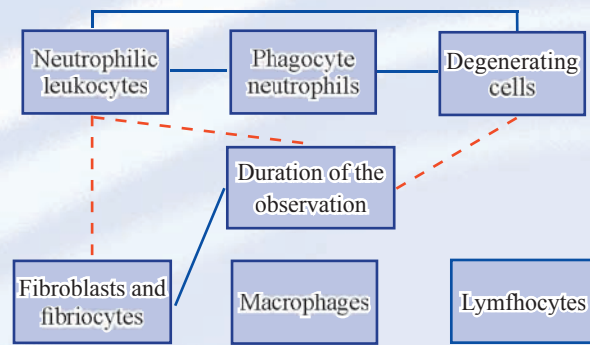 Neutrophilic
leukocytes
Phagocyte
neutrophils
Degenerating
cells
Duration of the
observation
Fibroblasts and
fibriocytes
Macrophages
Lymfhocytes